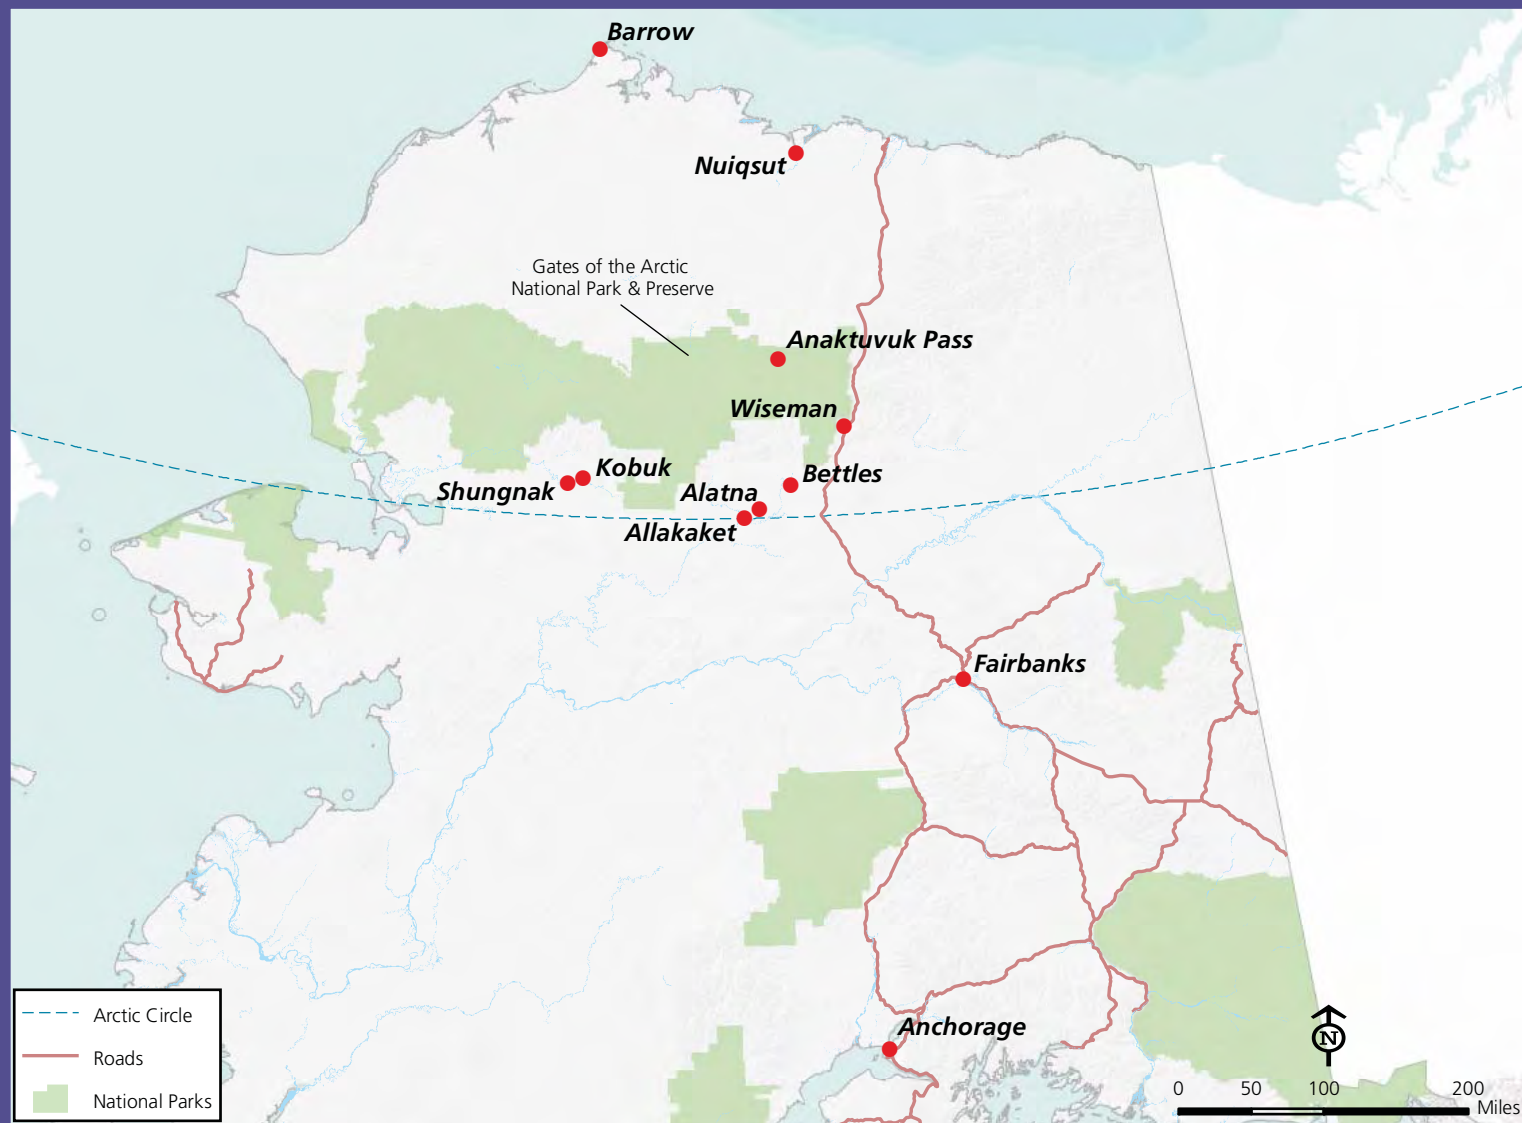 Barrow
Nuiqsut
Gates of the Arctic
National Park & Preserve
Anaktuvuk Pass
Wiseman
Kobuk
Bettles
Shungnak
Alatna
Allakaket
Fairbanks
Anchorage
Arctic Circle
Roads
National Parks
N
0 50 100 200
Miles